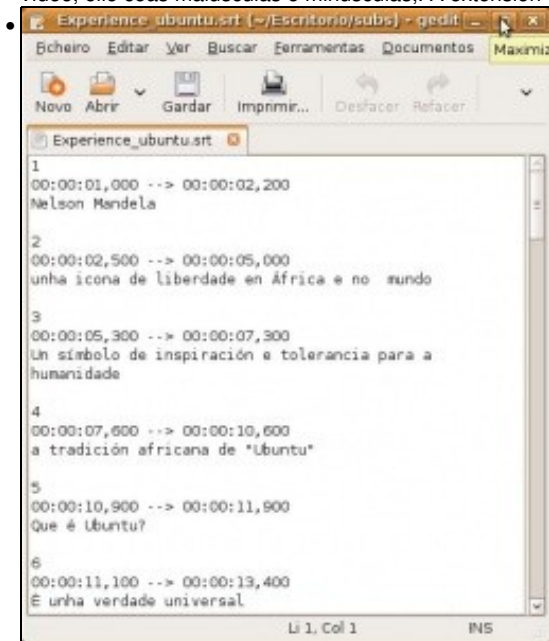 Experience_ubuntu.srt (~/Escritorio/subs) - gedit
Bcheiro Editar Ver Buscar Ferramentas Documentos
Maximiz
Novo Abrir Gardar Imprimir... Desfacer Refacer
Experience_ubuntu.srt
1
00:00:01,000 --> 00:00:02,200
Nelson Mandela
2
00:00:02,500 --> 00:00:05,000
unha icona de liberdade en África e no mundo
3
00:00:05,300 --> 00:00:07,300
Un símbolo de inspiración e tolerancia para a
humanidade
4
00:00:07,600 --> 00:00:10,600
a tradición africana de "Ubuntu"
5
00:00:10,900 --> 00:00:11,900
Que é Ubuntu?
6
00:00:11,100 --> 00:00:13,400
É unha verdade universal
Li 1, Col 1 INS